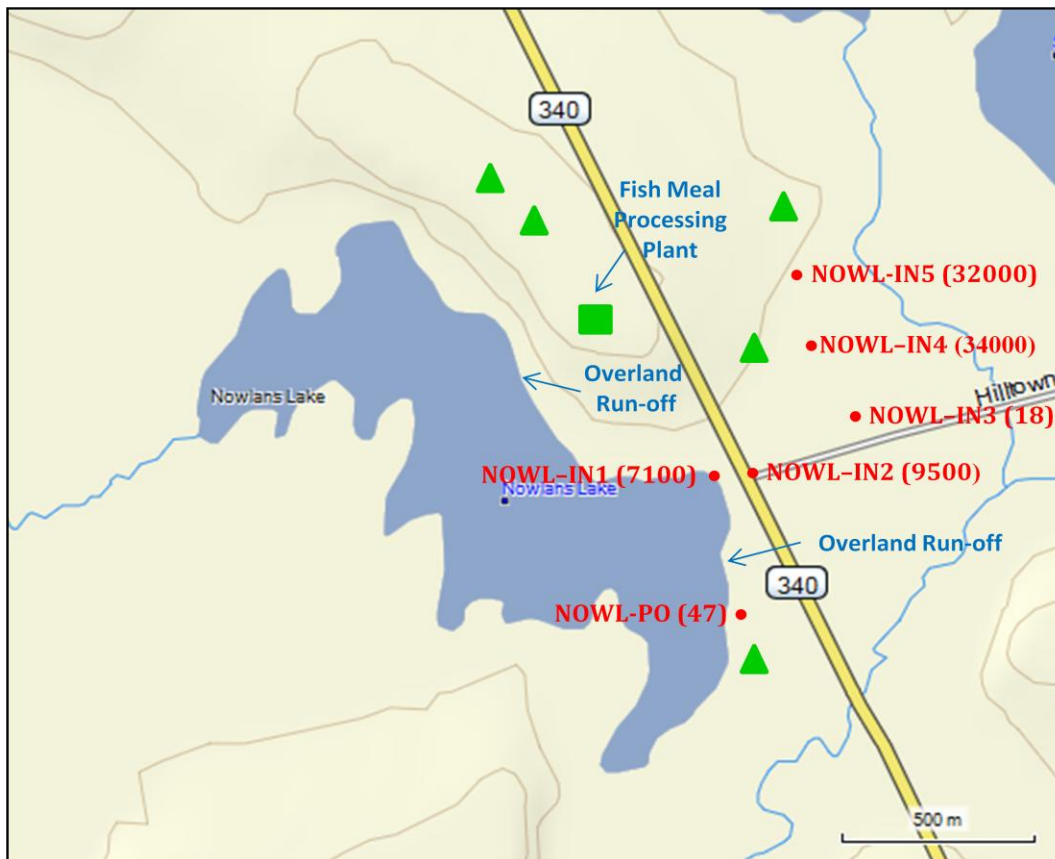 340
Fish Meal
Processing
Plant
NOWL-IN5 (32000)
NOWL–IN4 (34000)
Overland
Run-off
Hilltown
Nowlans Lake
NOWL–IN3 (18)
NOWL–IN1 (7100)
NOWL–IN2 (9500)
Nowlans Lake
Overland Run-off
340
NOWL-PO (47)
500 m